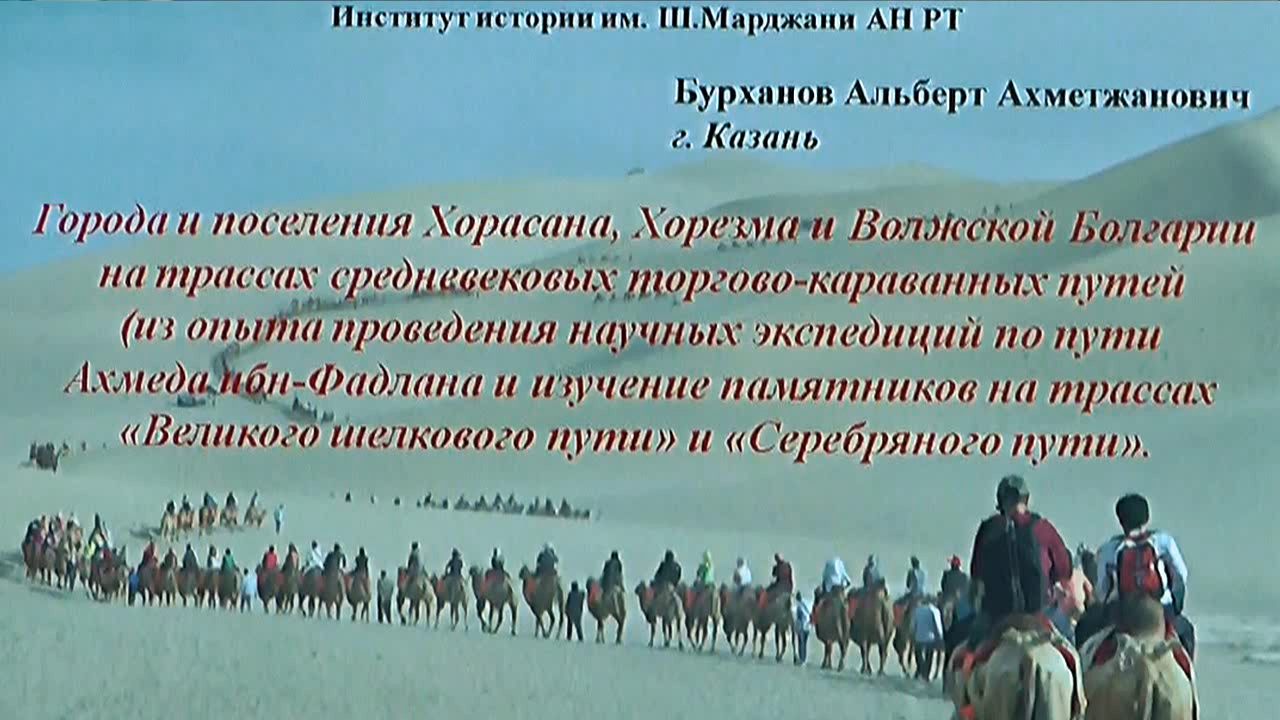 Институт истории им. Ш.Марджани АН РТ
Бурханов Альберт Ахметжанович
г. Казань
Города и поселения Хорасана, Хорезма и Волжской Болгарии
на трассах средневековых торгово-караванных путей
(из опыта проведения научных экспедиций по пути
Ахмеда ибн-Фадлана и изучение памятников на трассах
«Великого шелкового пути» и «Серебряного пути».